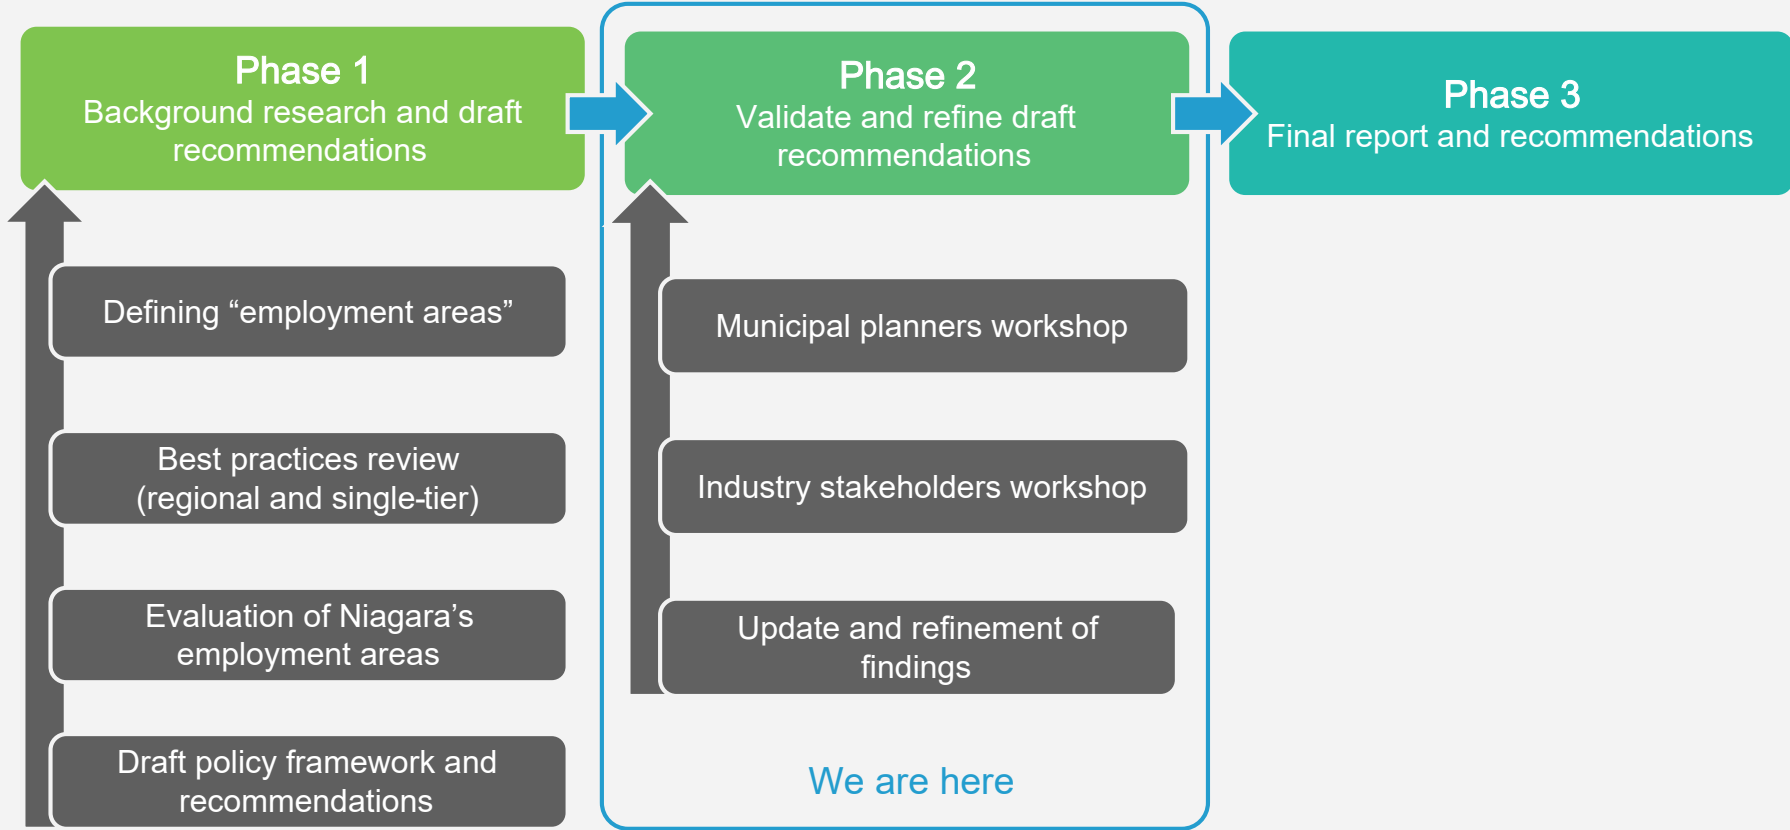 Phase 1
Background research and draft
recommendations
Defining “employment areas”
Best practices review
(regional and single-tier)
Evaluation of Niagara’s
employment areas
Draft policy framework and
recommendations
Phase 2
Validate and refine draft
recommendations
Municipal planners workshop
Industry stakeholders workshop
Update and refinement of
findings
We are here
Phase 3
Final report and recommendations